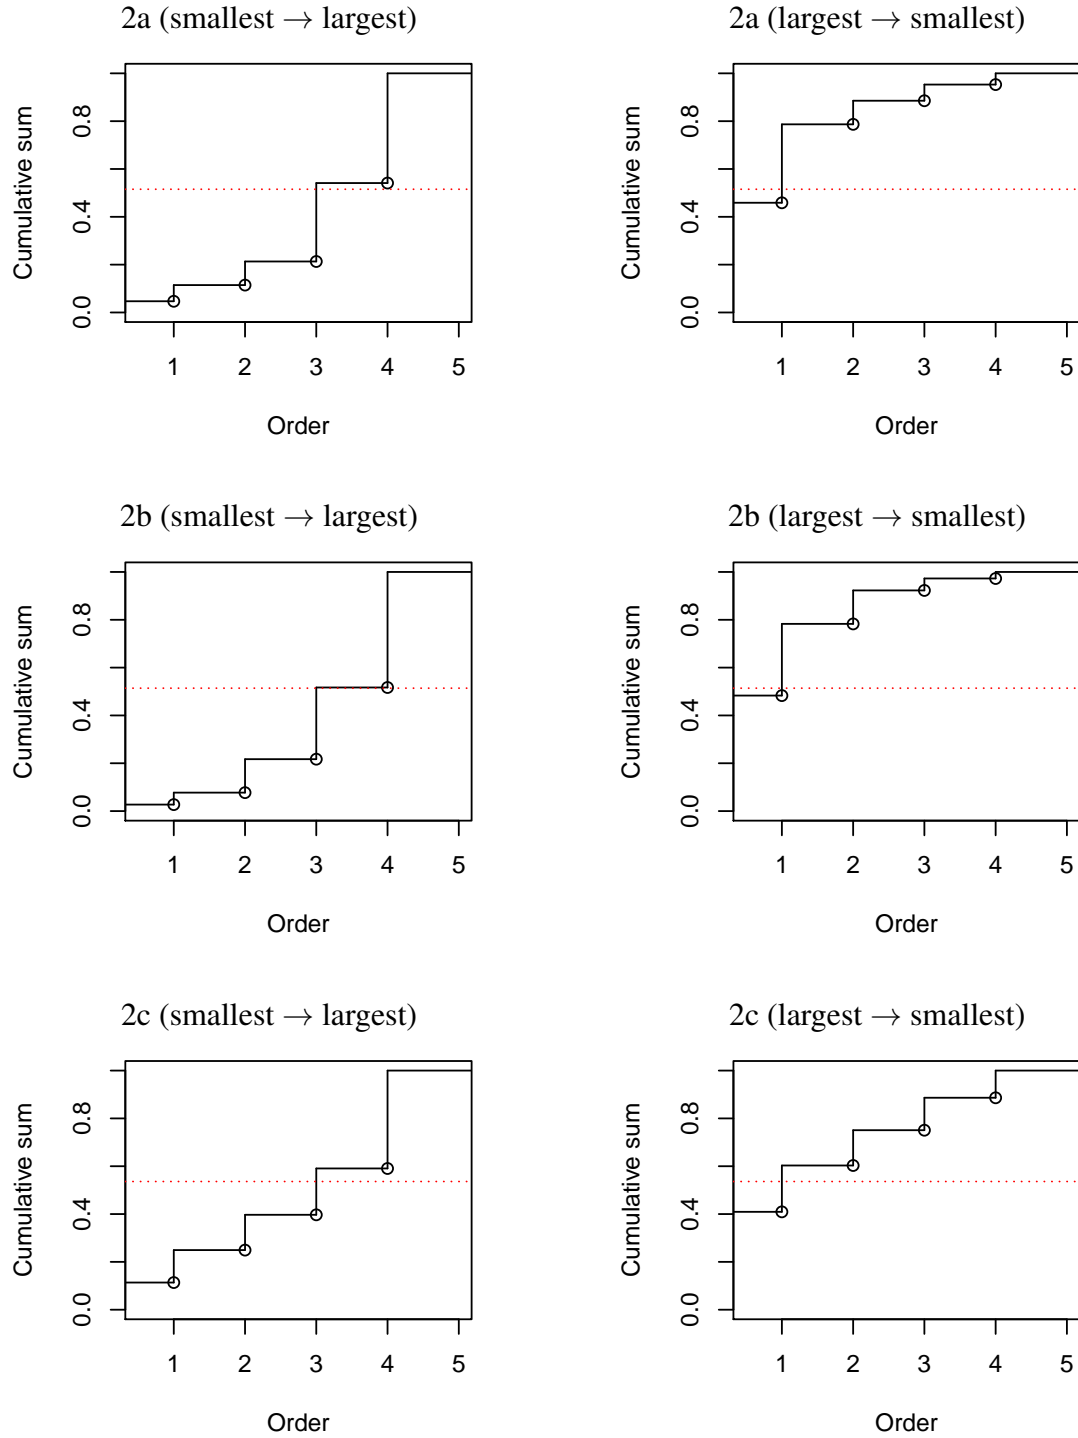 2a (smallest → largest)
Cumulative sum
0.0 0.4 0.8
1 2 3 4 5
Order
2a (largest → smallest)
Cumulative sum
0.0 0.4 0.8
1 2 3 4 5
Order
2b (smallest → largest)
Cumulative sum
0.0 0.4 0.8
1 2 3 4 5
Order
2b (largest → smallest)
Cumulative sum
0.0 0.4 0.8
1 2 3 4 5
Order
2c (smallest → largest)
Cumulative sum
0.0 0.4 0.8
1 2 3 4 5
Order
2c (largest → smallest)
Cumulative sum
0.0 0.4 0.8
1 2 3 4 5
Order